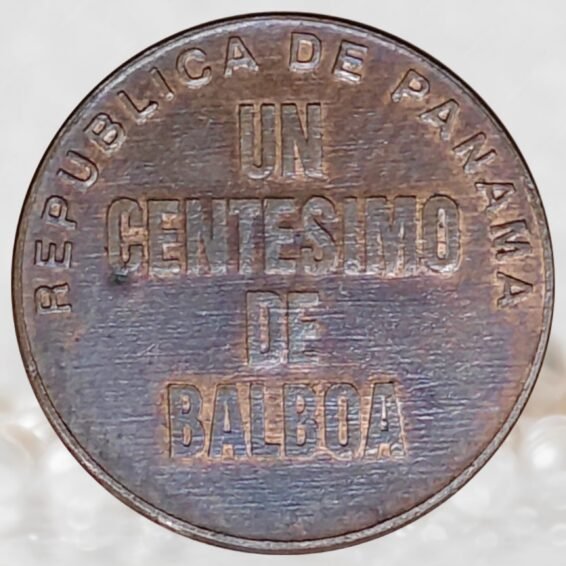 REPUBLICA DE PANAMA
UN
CENTESIMO
DE
BALBOA